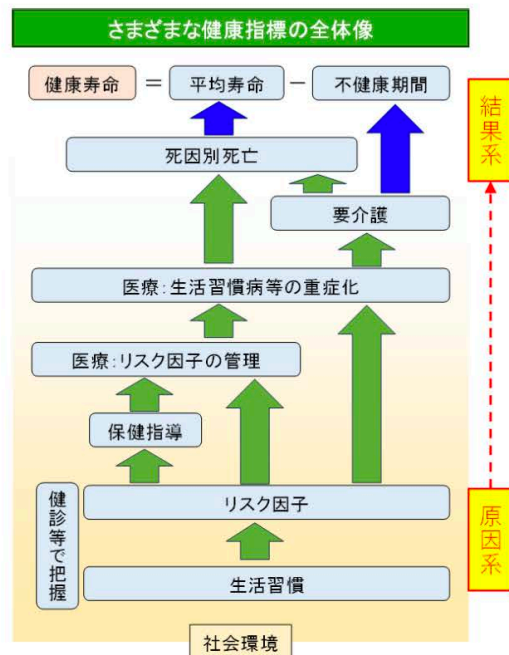 さまざまな健康指標の全体像
健康寿命 = 平均寿命 − 不健康期間
死因別死亡
要介護
医療:生活習慣病等の重症化
医療:リスク因子の管理
保健指導
リスク因子
健診等で把握
生活習慣
社会環境
結果系
原因系